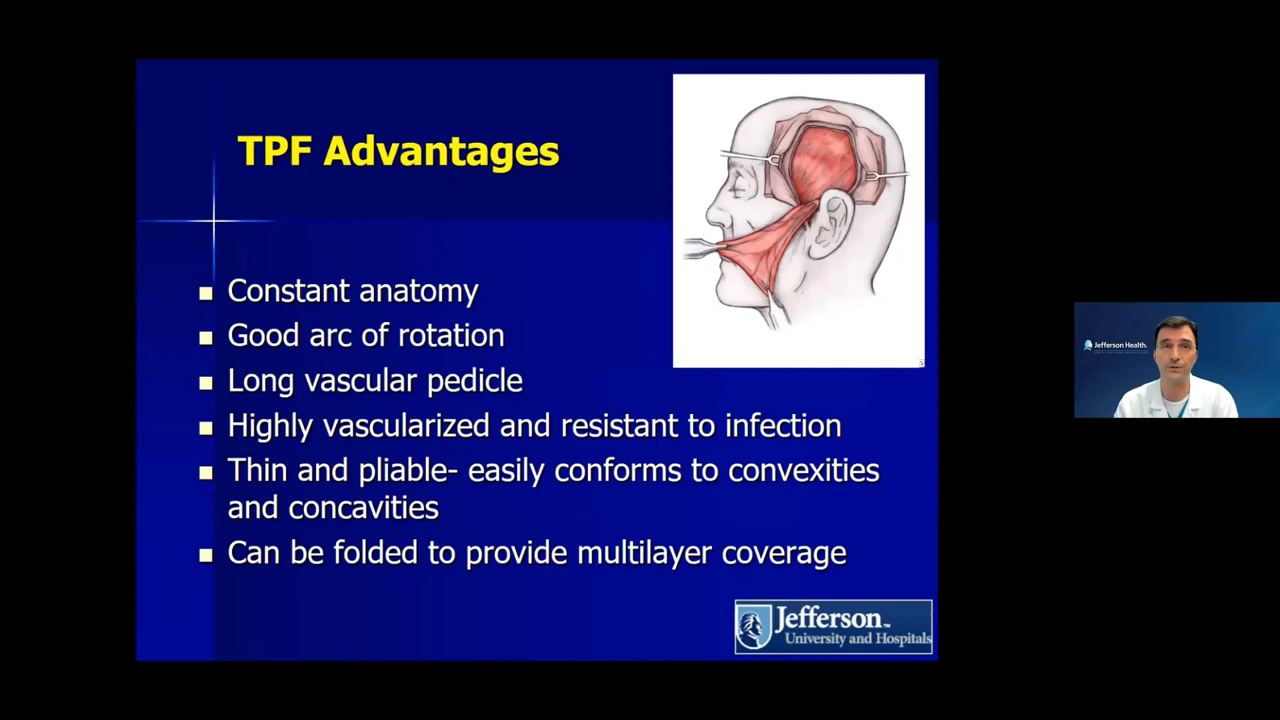 TPF Advantages
Constant anatomy
Good arc of rotation
Long vascular pedicle
Highly vascularized and resistant to infection
Thin and pliable- easily conforms to convexities
and concavities
Can be folded to provide multilayer coverage
Jefferson™
University and Hospitals
Jefferson Health.